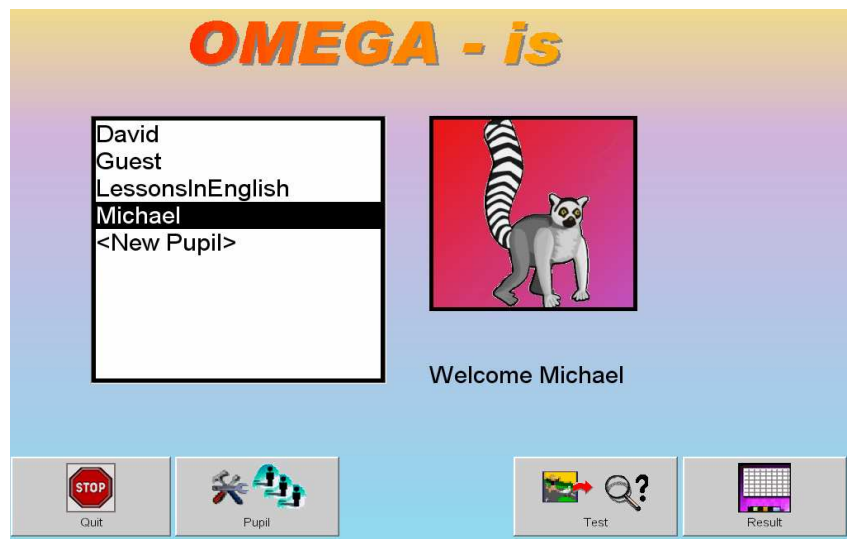 OMEGA - is
David
Guest
LessonsInEnglish
Michael
<New Pupil>
Welcome Michael
STOP
?
Quit
Pupil
Test
Result